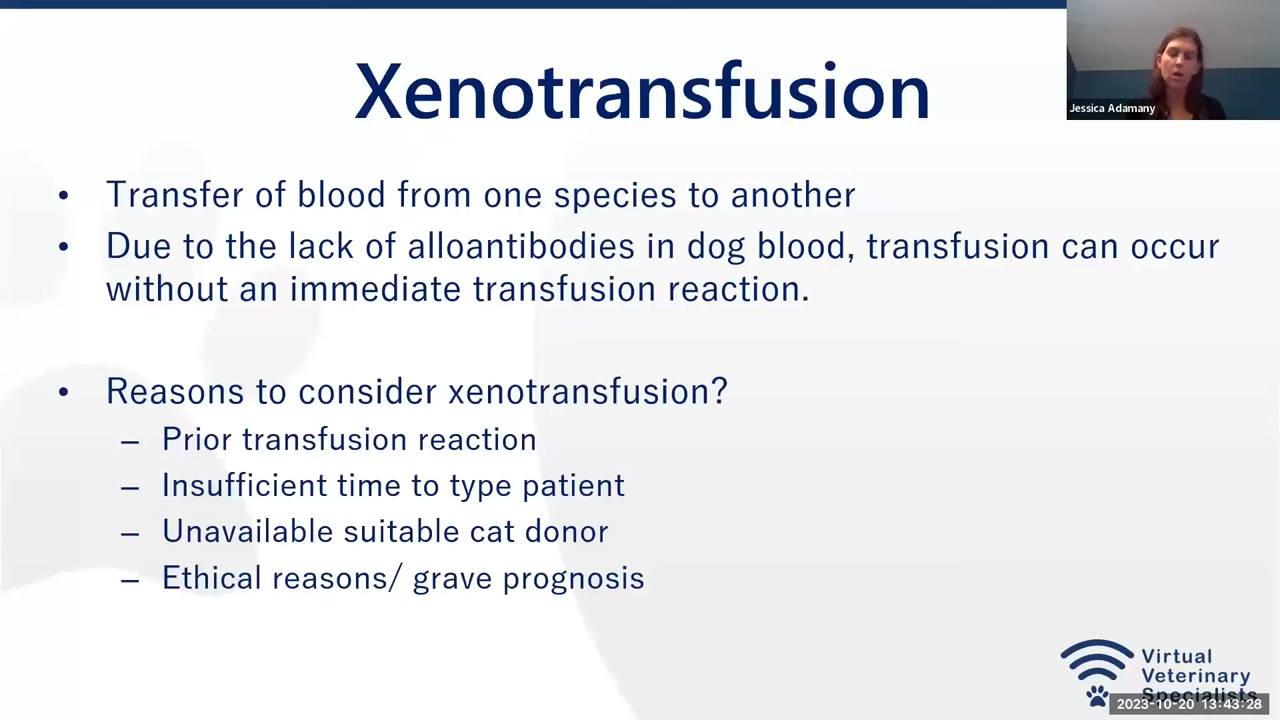 Xenotransfusion
Jessica Adamany
• Transfer of blood from one species to another
• Due to the lack of alloantibodies in dog blood, transfusion can occur
without an immediate transfusion reaction.
• Reasons to consider xenotransfusion?
– Prior transfusion reaction
– Insufficient time to type patient
– Unavailable suitable cat donor
– Ethical reasons/ grave prognosis
Virtual
Veterinary
Specialists
2023-10-20 13:43:28